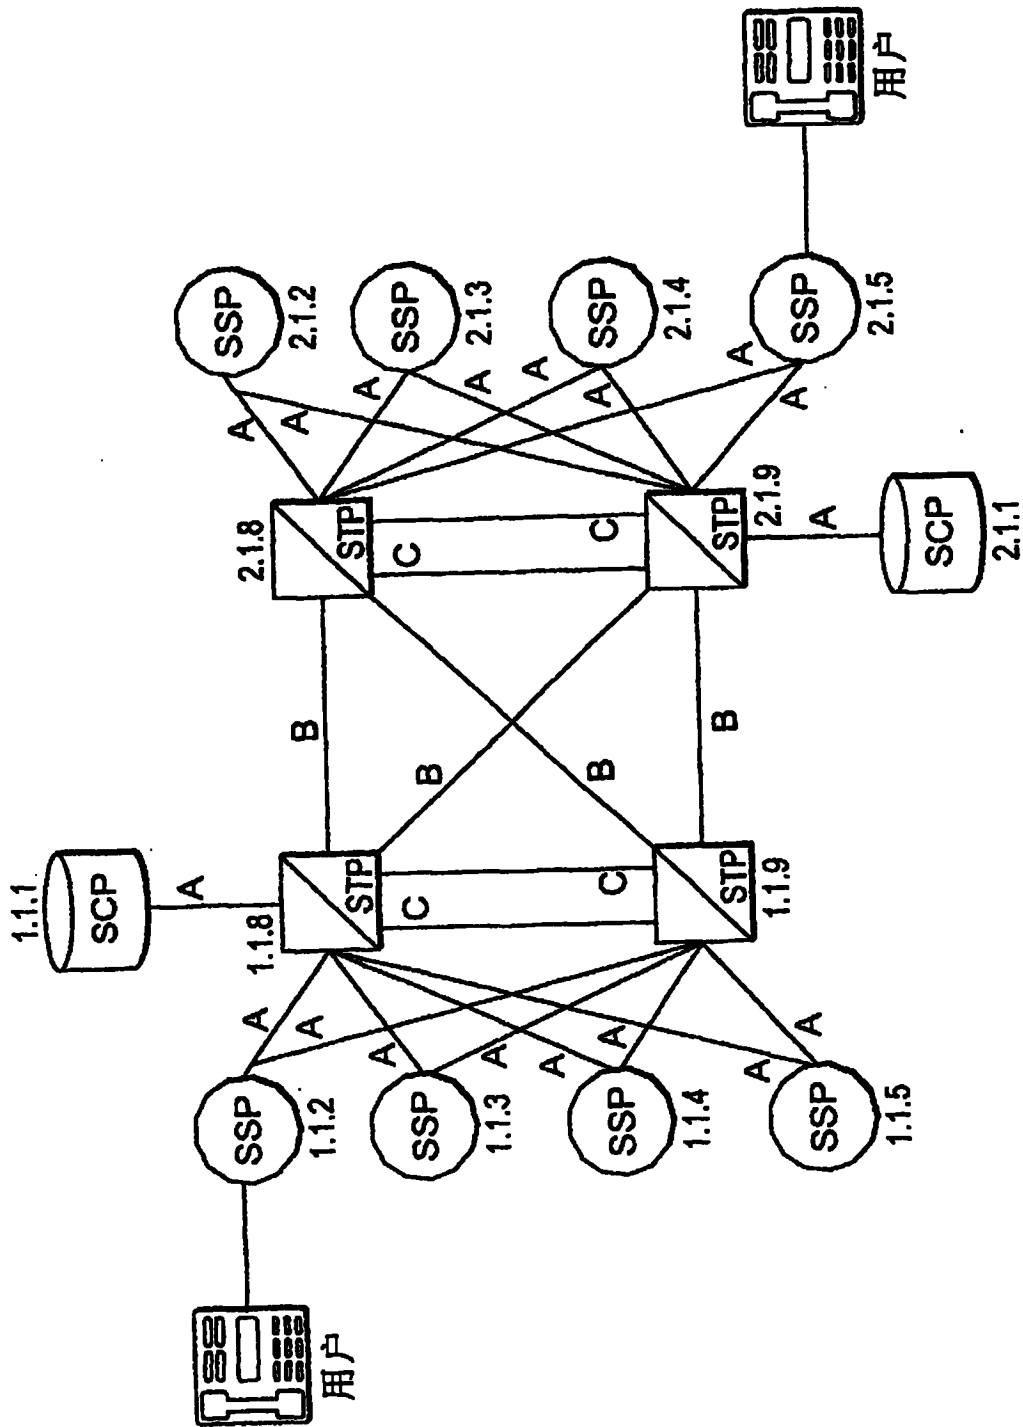 1.1.1
SCP
A
SSP
A
SSP
2.1.8
A
1.1.8
A
2.1.2
B
A
1.1.2
用户
STP
STP
A
A
SSP
C
C
SSP
B
A
2.1.3
A
1.1.3
A
A
A
B
SSP
C
C
A
SSP
2.1.4
1.1.4
B
STP
STP
A
A
2.1.9
1.1.9
A
SSP
A
A
SSP
2.1.5
用户
1.1.5
SCP
2.1.1